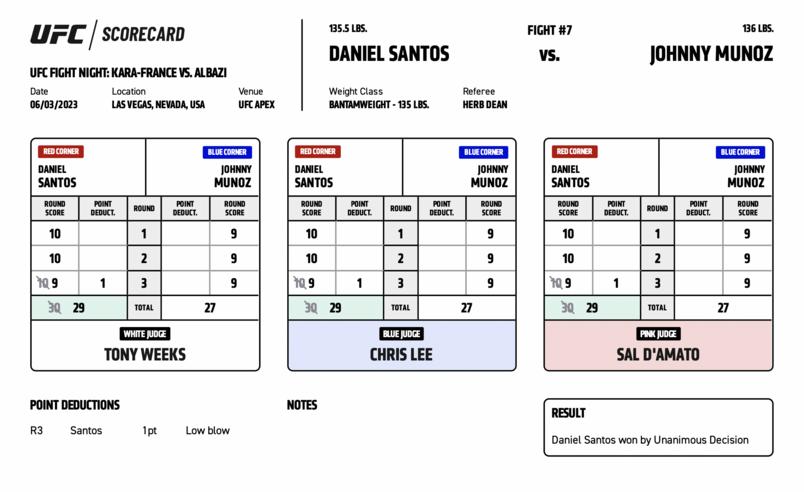 UFC / SCORECARD
UFC FIGHT NIGHT: KARA-FRANCE VS. ALBAZI
Date Location Venue
06/03/2023 LAS VEGAS, NEVADA, USA UFC APEX
135.5 LBS. FIGHT #7 136 LBS.
DANIEL SANTOS VS. JOHNNY MUNOZ
Weight Class Referee
BANTAMWEIGHT - 135 LBS. HERB DEAN
RED CORNER BLUE CORNER
DANIEL JOHNNY
SANTOS MUNOZ
ROUND POINT ROUND POINT ROUND
SCORE DEDUCT. DEDUCT. SCORE
10 1 9
10 2 9
10 9 1 3 9
30 29 TOTAL 27
WHITE JUDGE
TONY WEEKS
RED CORNER BLUE CORNER
DANIEL JOHNNY
SANTOS MUNOZ
ROUND POINT ROUND POINT ROUND
SCORE DEDUCT. DEDUCT. SCORE
10 1 9
10 2 9
10 9 1 3 9
30 29 TOTAL 27
BLUE JUDGE
CHRIS LEE
RED CORNER BLUE CORNER
DANIEL JOHNNY
SANTOS MUNOZ
ROUND POINT ROUND POINT ROUND
SCORE DEDUCT. DEDUCT. SCORE
10 1 9
10 2 9
10 9 1 3 9
30 29 TOTAL 27
PINK JUDGE
SAL D'AMATO
POINT DEDUCTIONS
R3 Santos 1pt Low blow
NOTES
RESULT
Daniel Santos won by Unanimous Decision